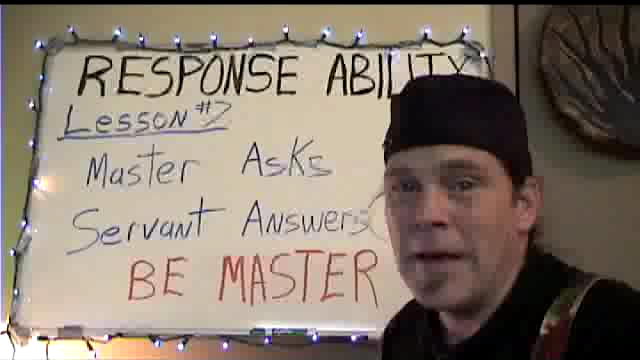 RESPONSE ABILITY
Lesson #2
Master Asks
Servant Answers
BE MASTER